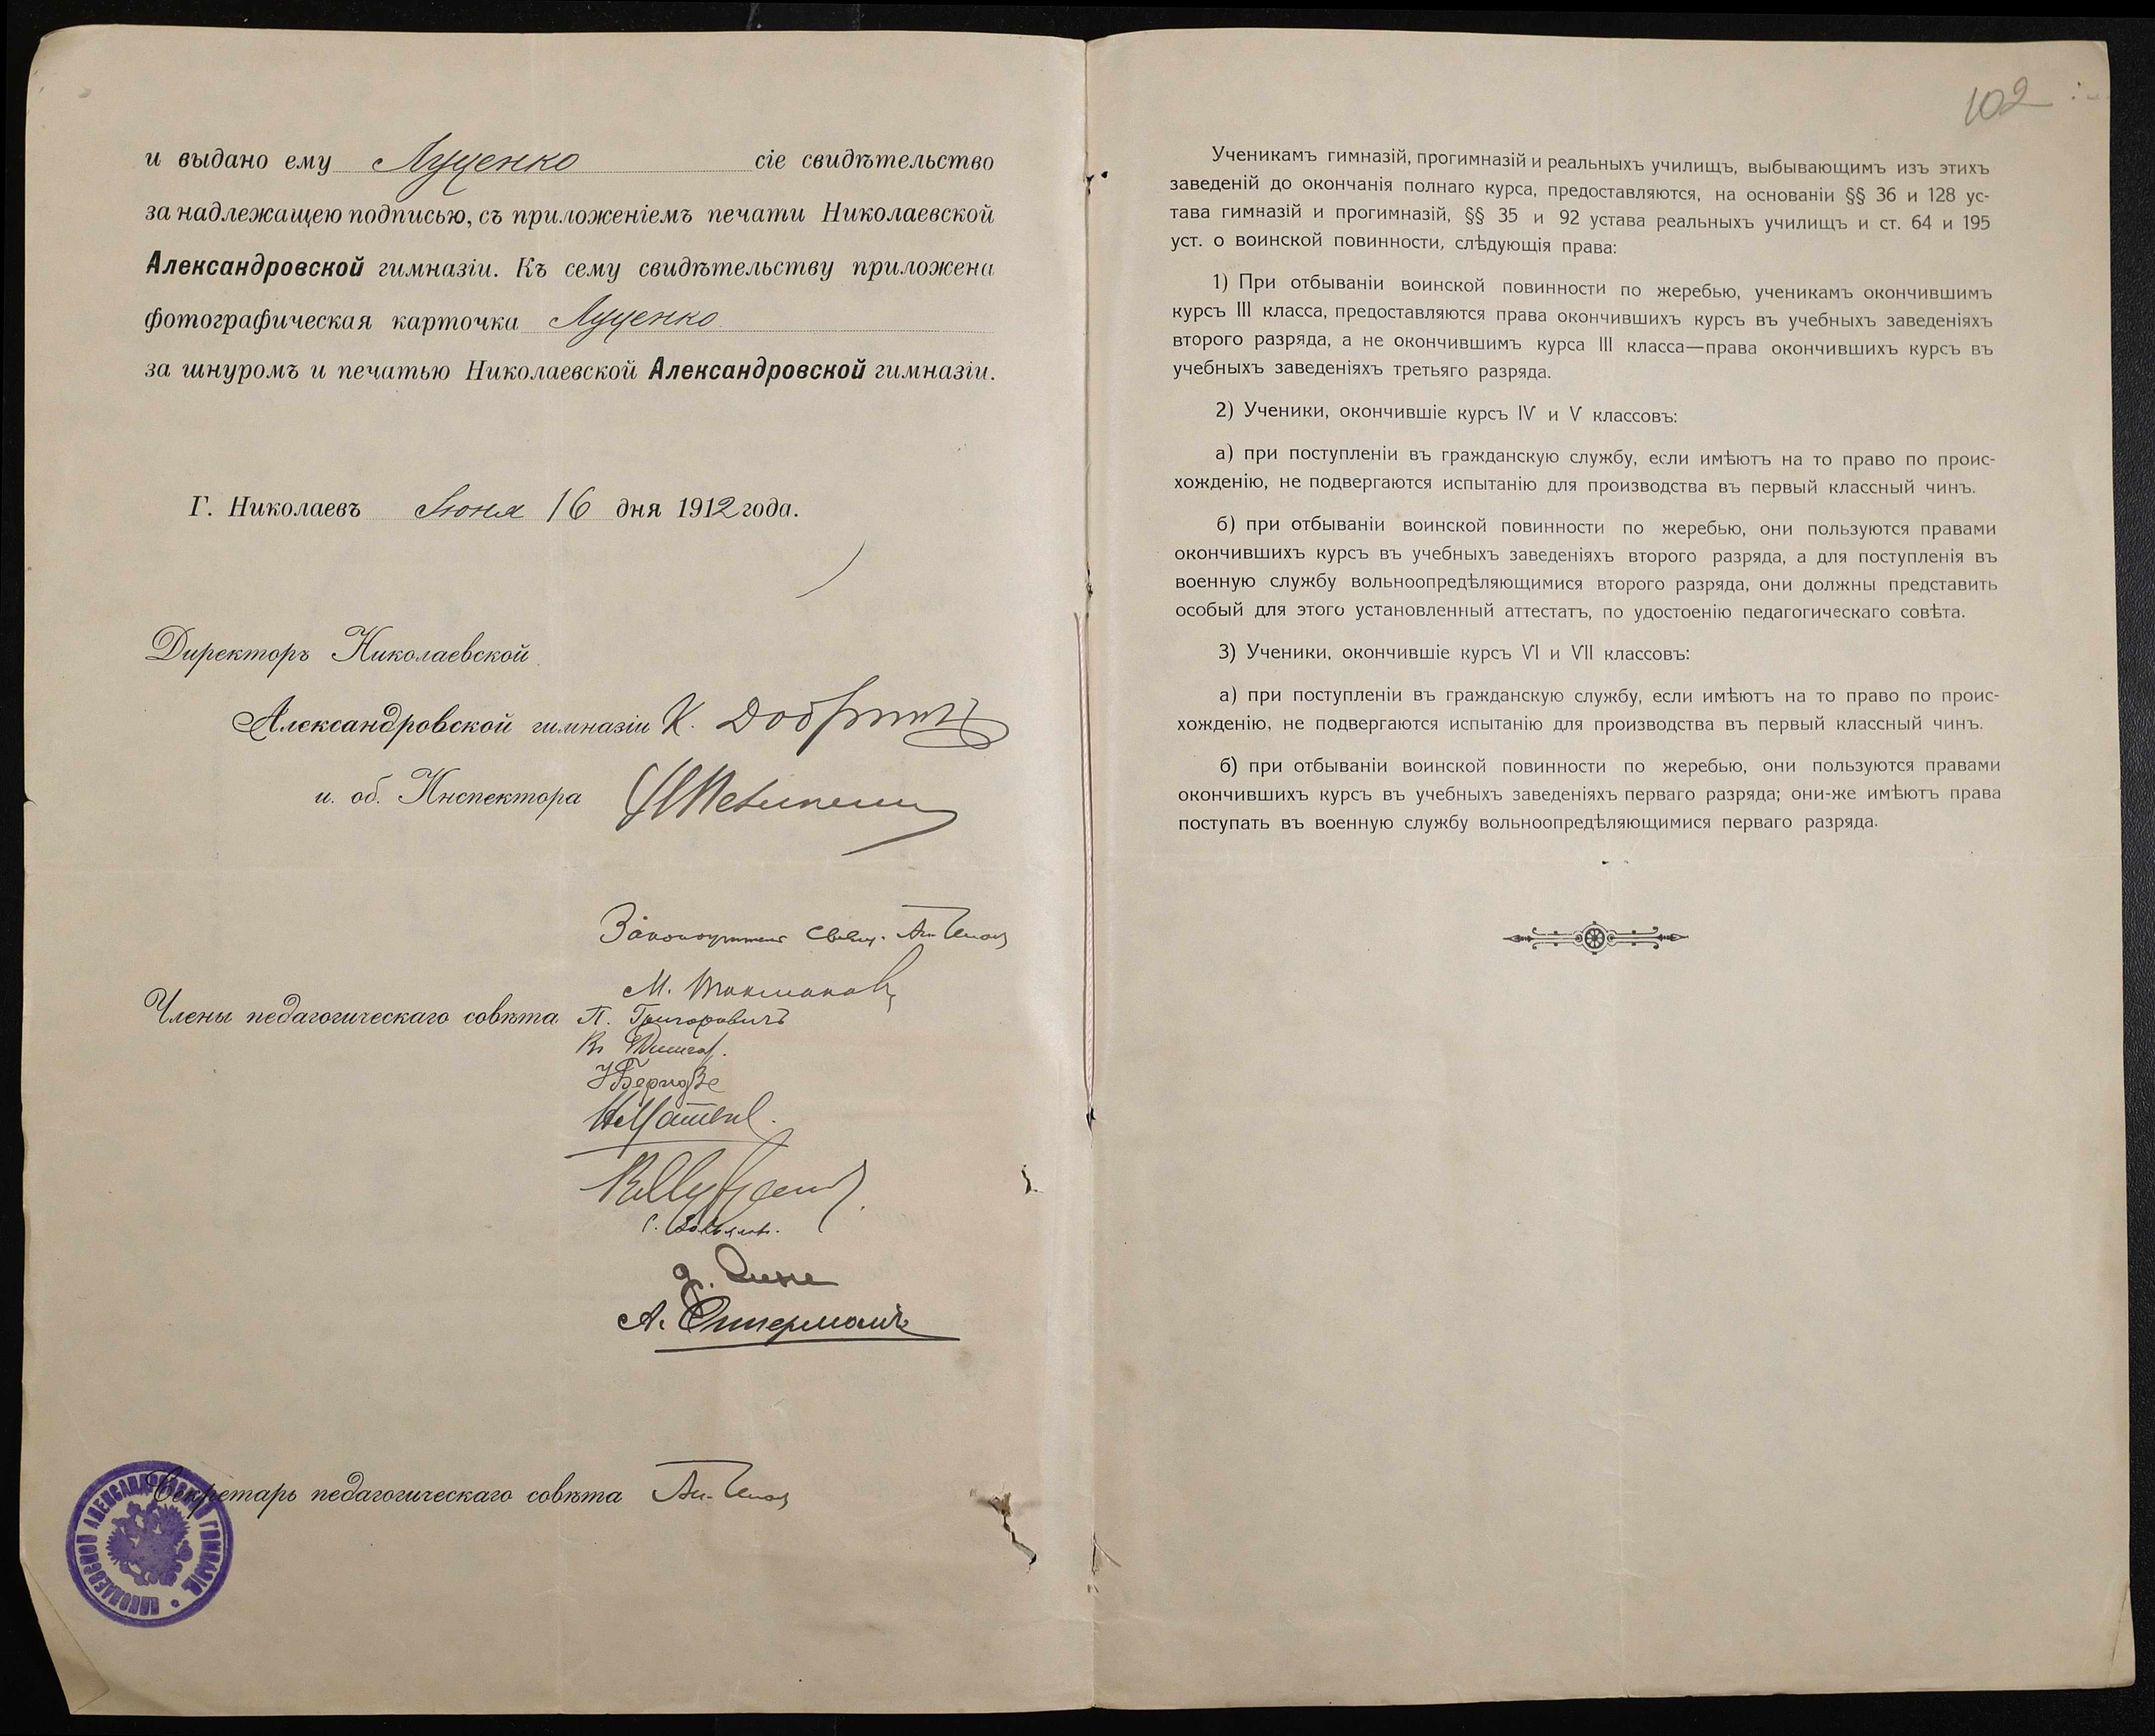 и выдано ему Луценко сіе свидѣтельство
за надлежащею подписью, съ приложеніемъ печати Николаевской
Александровской гимназіи. Къ сему свидѣтельству приложена
фотографическая карточка Луценко
за шнуромъ и печатью Николаевской Александровской гимназіи.
Г. Николаевъ Іюня 16 дня 1912 года.
Директоръ Николаевской
Александровской гимназіи К.
и. об. Инспектора
Законоучитель свящ.
М.
Члены педагогическаго совѣта П. Григоровичъ
А.
Секретарь педагогическаго совѣта
НИКОЛАЕВСКОЙ АЛЕКСАНДРОВСКОЙ ГИМНАЗІИ
102
Ученикамъ гимназій, прогимназій и реальныхъ училищъ, выбывающимъ изъ этихъ
заведеній до окончанія полнаго курса, предоставляются, на основаніи §§ 36 и 128 ус-
тава гимназій и прогимназій, §§ 35 и 92 устава реальныхъ училищъ и ст. 64 и 195
уст. о воинской повинности, слѣдующія права:
1) При отбываніи воинской повинности по жеребью, ученикамъ окончившимъ
курсъ III класса, предоставляются права окончившихъ курсъ въ учебныхъ заведеніяхъ
второго разряда, а не окончившимъ курса III класса—права окончившихъ курсъ въ
учебныхъ заведеніяхъ третьяго разряда.
2) Ученики, окончившіе курсъ IV и V классовъ:
а) при поступленіи въ гражданскую службу, если имѣютъ на то право по проис-
хожденію, не подвергаются испытанію для производства въ первый классный чинъ.
б) при отбываніи воинской повинности по жеребью, они пользуются правами
окончившихъ курсъ въ учебныхъ заведеніяхъ второго разряда, а для поступленія въ
военную службу вольноопредѣляющимися второго разряда, они должны представить
особый для этого установленный аттестатъ, по удостоенію педагогическаго совѣта.
3) Ученики, окончившіе курсъ VI и VII классовъ:
а) при поступленіи въ гражданскую службу, если имѣютъ на то право по проис-
хожденію, не подвергаются испытанію для производства въ первый классный чинъ.
б) при отбываніи воинской повинности по жеребью, они пользуются правами
окончившихъ курсъ въ учебныхъ заведеніяхъ перваго разряда; они-же имѣютъ права
поступать въ военную службу вольноопредѣляющимися перваго разряда.